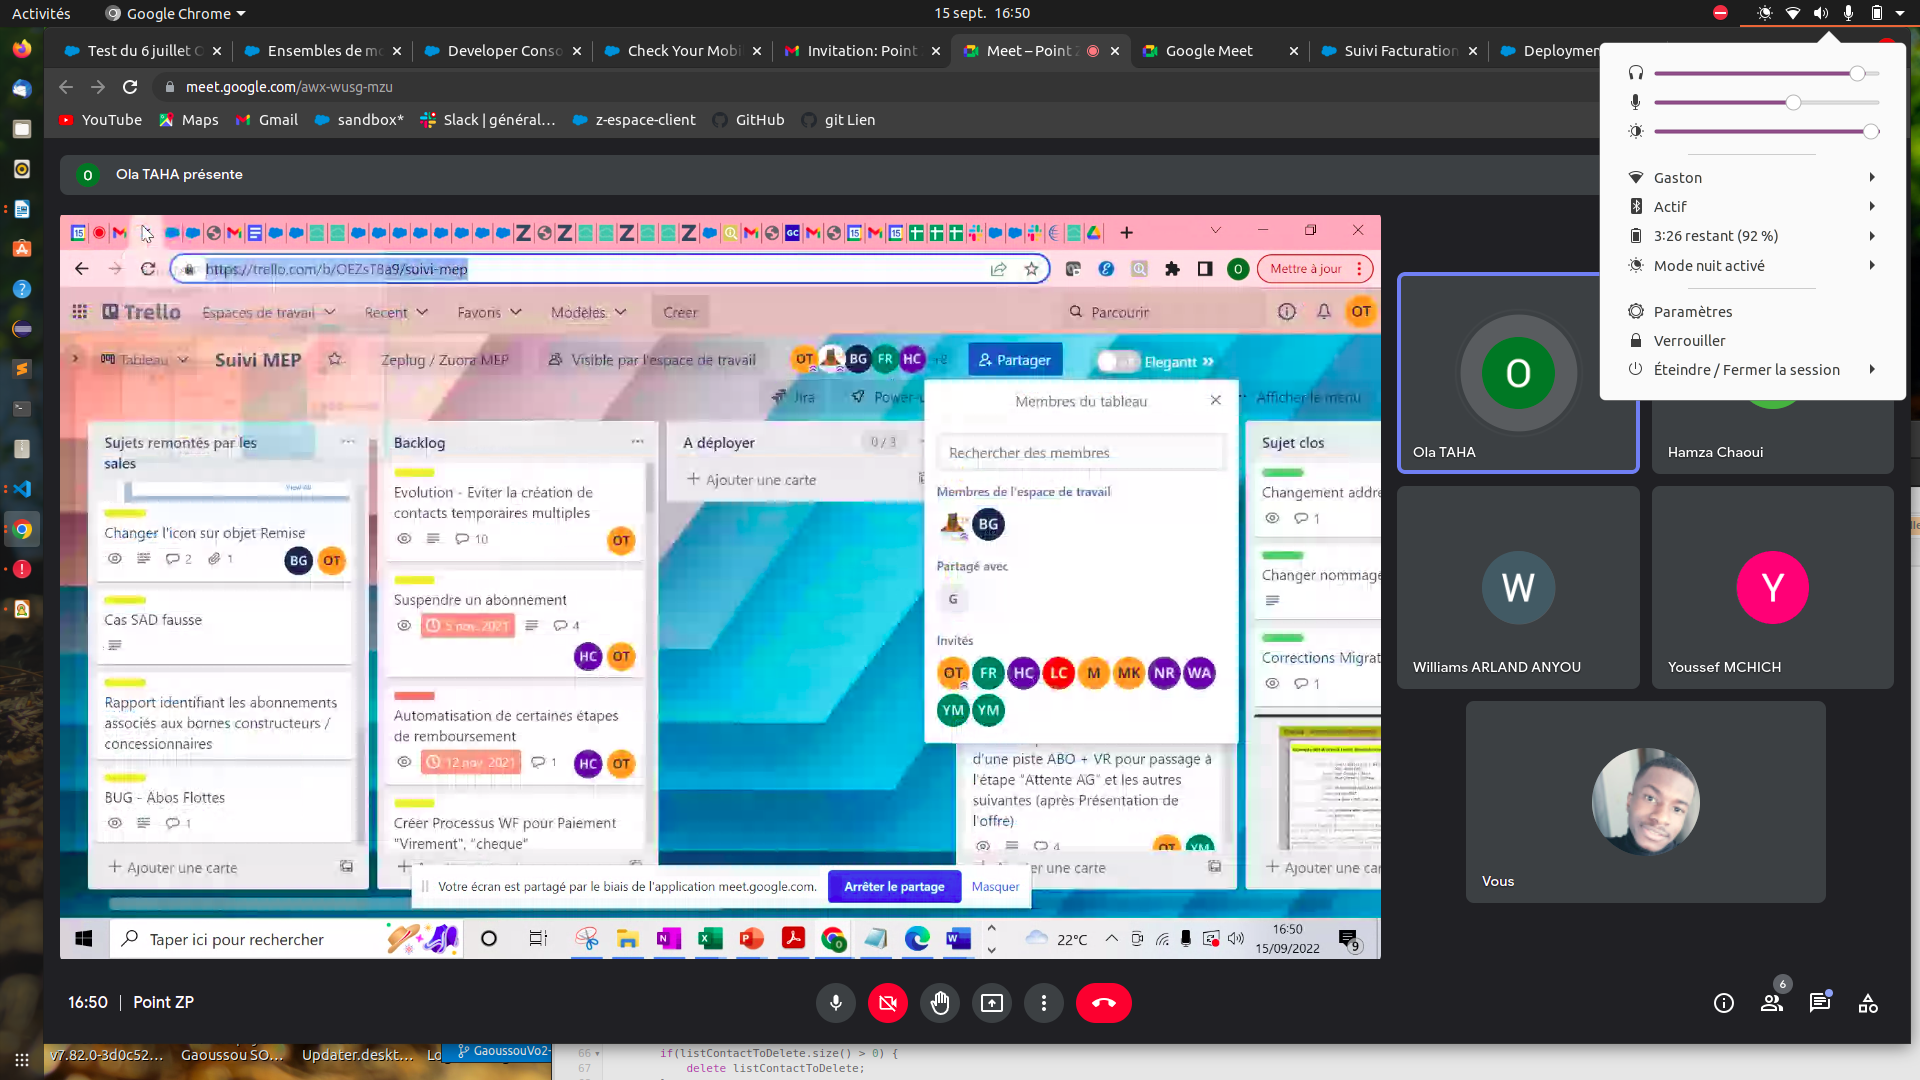 Activités
Google Chrome
15 sept. 16:50
Test du 6 juillet
Ensembles de mo
Developer Conso
Check Your Mobi
Invitation: Point
Meet – Point
Google Meet
Suivi Facturation
Deploymen
meet.google.com/awx-wusg-mzu
YouTube
Maps
Gmail
sandbox*
Slack | général…
z-espace-client
GitHub
git Lien
Gaston
Actif
3:26 restant (92 %)
Mode nuit activé
Paramètres
Verrouiller
Éteindre / Fermer la session
O
Ola TAHA présente
https://trello.com/b/OEZsT8a9/suivi-mep
O
Mettre à jour
Trello
Espaces de travail
Récent
Favoris
Modèles
Créer
Parcourir
OT
Tableau
Suivi MEP
Zeplug / Zuora MEP
Visible par l'espace de travail
OT
BG
FR
HC
+8
Partager
Elegantt »
Jira
Power-u
Afficher le menu
Sujets remontés par les
sales
Changer l'icon sur objet Remise
2
1
BG
OT
Cas SAD fausse
Rapport identifiant les abonnements
associés aux bornes constructeurs /
concessionnaires
BUG - Abos Flottes
1
+ Ajouter une carte
Backlog
Evolution - Eviter la création de
contacts temporaires multiples
10
OT
Suspendre un abonnement
5 nov. 2021
4
HC
OT
Automatisation de certaines étapes
de remboursement
12 nov. 2021
1
HC
OT
Créer Processus WF pour Paiement
"Virement", "cheque"
A déployer
0 / 3
+ Ajouter une carte
Membres du tableau
Rechercher des membres
Membres de l'espace de travail
BG
Partagé avec
G
Invités
OT
FR
HC
LC
M
MK
NR
WA
YM
YM
d'une piste ABO + VR pour passage à
l'étape "Attente AG" et les autres
suivantes (après Présentation de
l'offre)
4
OT
YM
er une carte
Sujet clos
Changement addre
1
Changer nommage
Corrections Migrat
1
+ Ajouter une car
Votre écran est partagé par le biais de l'application meet.google.com.
Arrêter le partage
Masquer
Taper ici pour rechercher
22°C
16:50
15/09/2022
9
O
Ola TAHA
Hamza Chaoui
W
Williams ARLAND ANYOU
Y
Youssef MCHICH
Vous
16:50
Point ZP
6
v7.82.0-3d0c52…
Gaoussou SO…
Updater.deskt…
Lo
GaoussouVo2-
66
if(listContactToDelete.size() > 0) {
67
delete listContactToDelete;